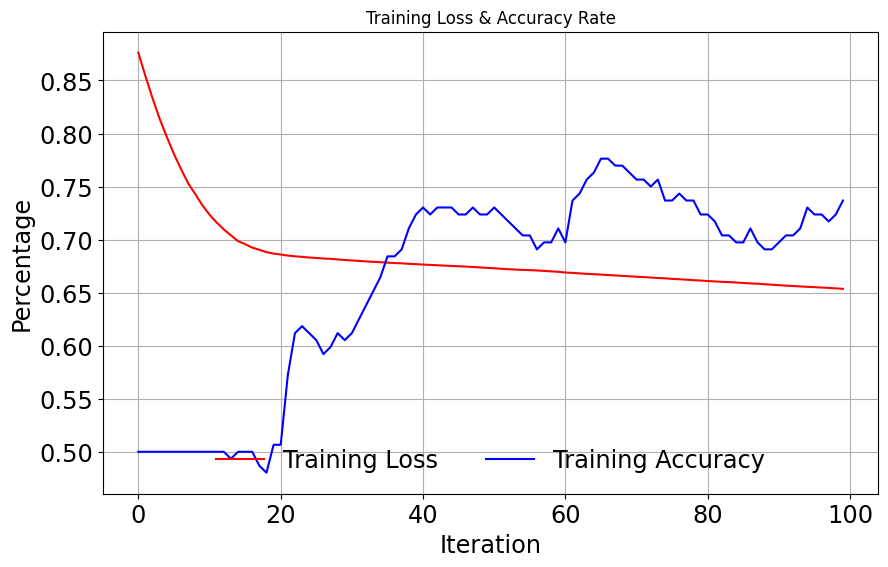 Training Loss & Accuracy Rate
0.85
0.80
0.75
0.70
0.65
0.60
0.55
0.50
Percentage
Training Loss Training Accuracy
0 20 40 60 80 100
Iteration